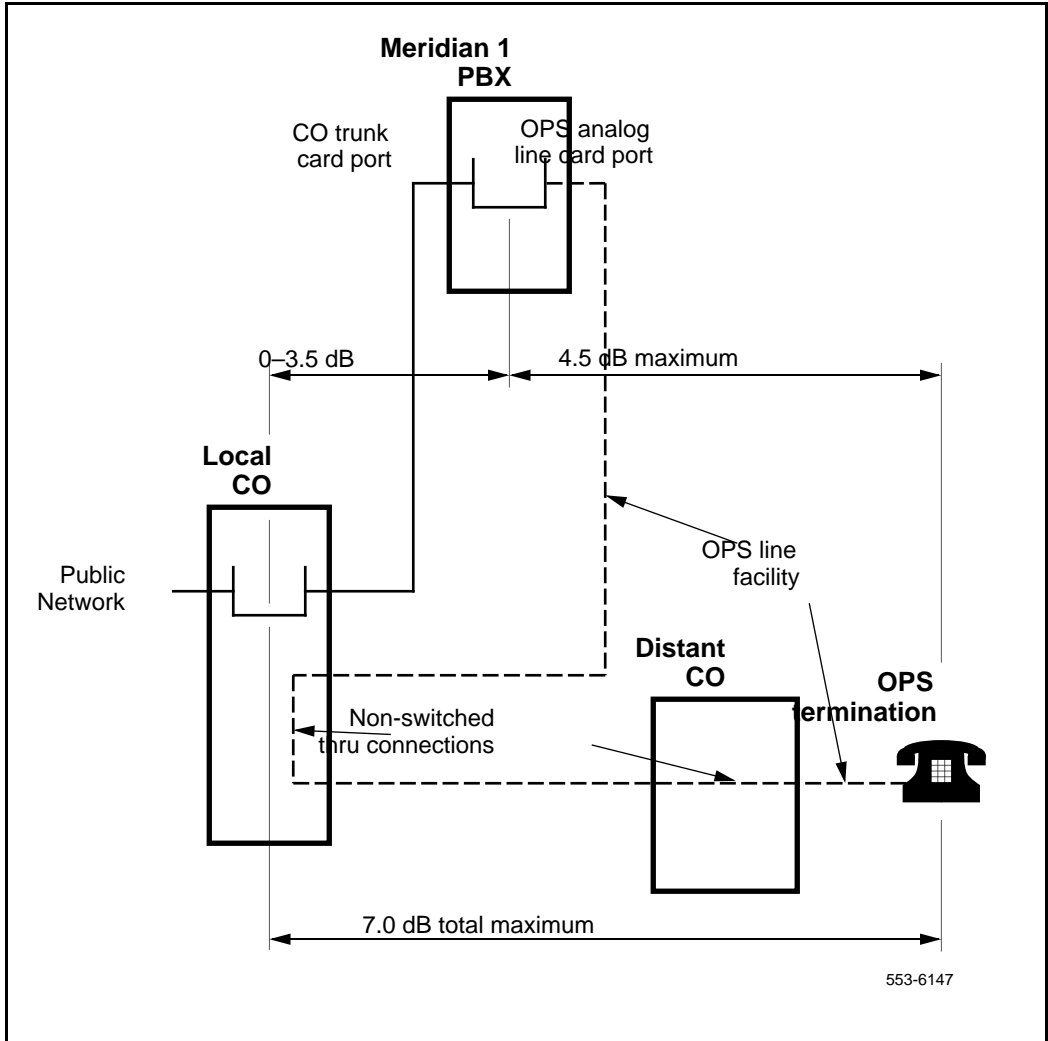 Meridian 1
PBX
CO trunk
card port
OPS analog
line card port
0–3.5 dB
4.5 dB maximum
Local
CO
Public
Network
OPS line
facility
Distant
CO
OPS
termination
Non-switched
thru connections
7.0 dB total maximum
553-6147